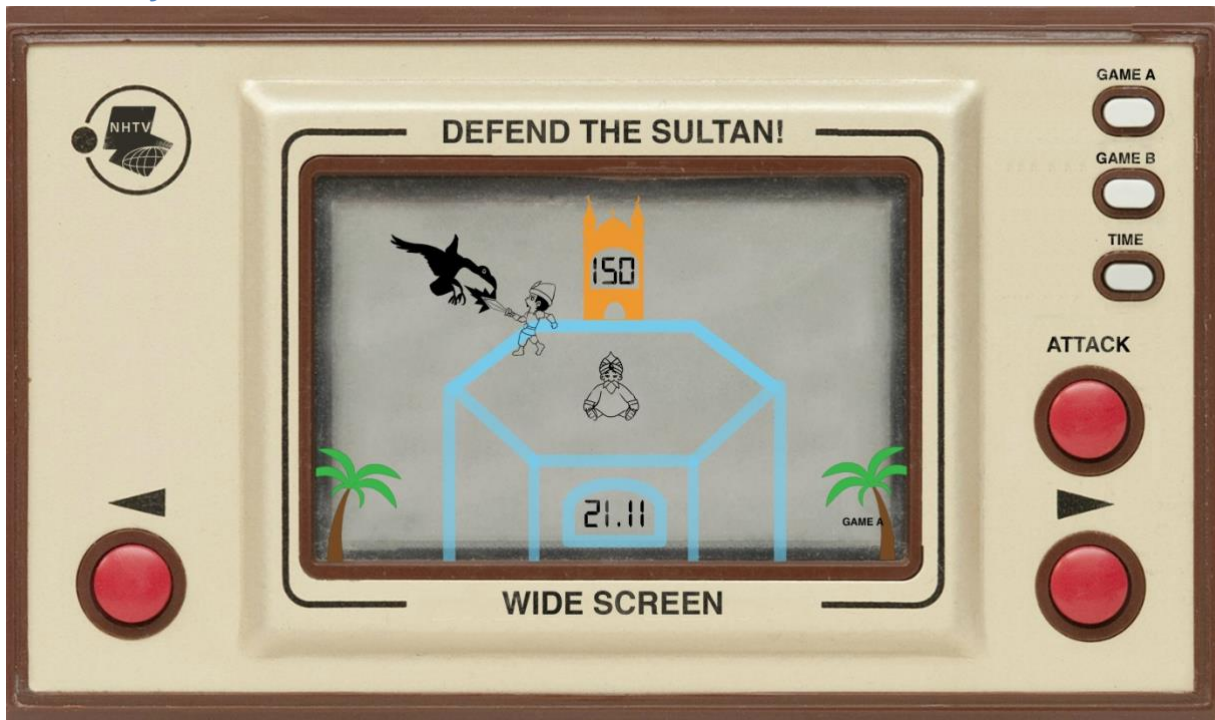 GAME A
NHTV
DEFEND THE SULTAN!
GAME B
TIME
150
ATTACK
21.11
GAME A
WIDE SCREEN